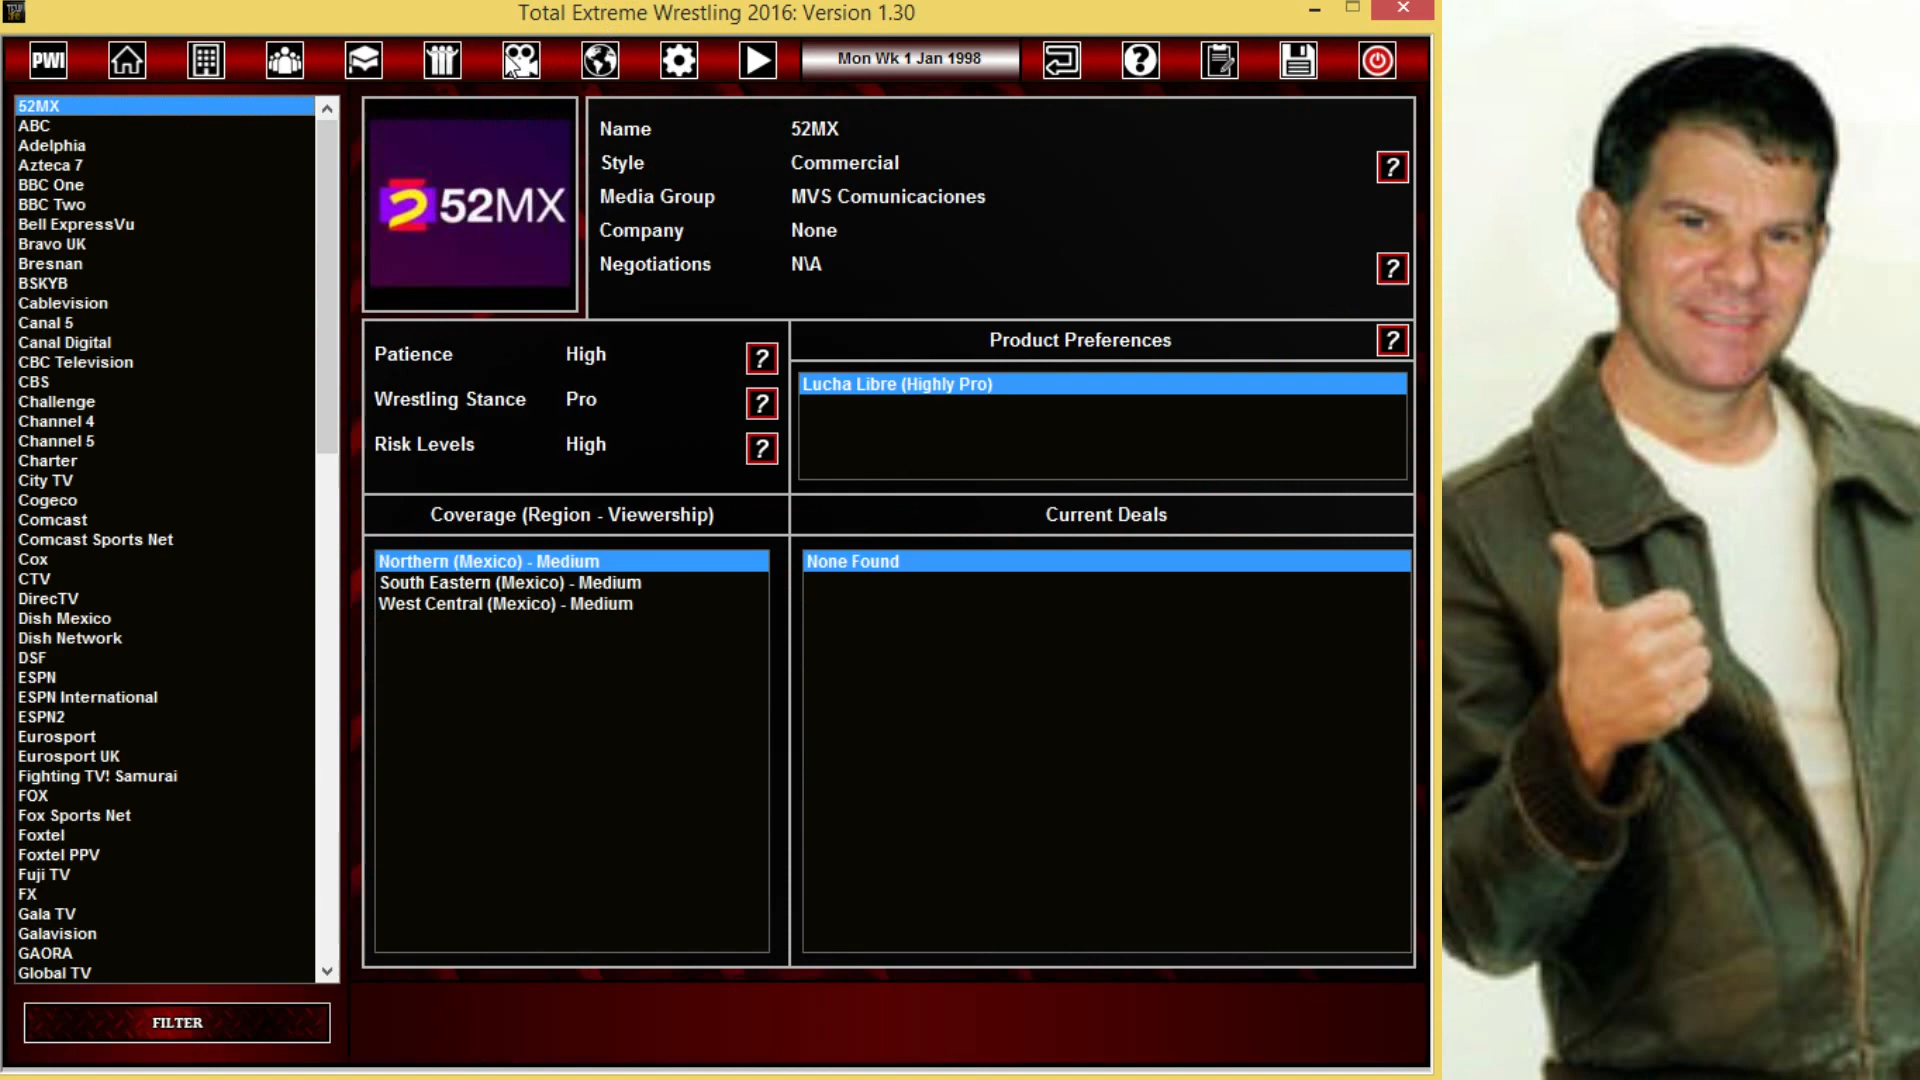 Total Extreme Wrestling 2016: Version 1.30
PWI
Mon Wk 1 Jan 1998
52MX
ABC
Adelphia
Azteca 7
BBC One
BBC Two
Bell ExpressVu
Bravo UK
Bresnan
BSKYB
Cablevision
Canal 5
Canal Digital
CBC Television
CBS
Challenge
Channel 4
Channel 5
Charter
City TV
Cogeco
Comcast
Comcast Sports Net
Cox
CTV
DirecTV
Dish Mexico
Dish Network
DSF
ESPN
ESPN International
ESPN2
Eurosport
Eurosport UK
Fighting TV! Samurai
FOX
Fox Sports Net
Foxtel
Foxtel PPV
Fuji TV
FX
Gala TV
Galavision
GAORA
Global TV
FILTER
52MX
Name 52MX
Style Commercial ?
Media Group MVS Comunicaciones
Company None
Negotiations N\A ?
Patience High ?
Wrestling Stance Pro ?
Risk Levels High ?
Product Preferences ?
Lucha Libre (Highly Pro)
Coverage (Region - Viewership)
Northern (Mexico) - Medium
South Eastern (Mexico) - Medium
West Central (Mexico) - Medium
Current Deals
None Found